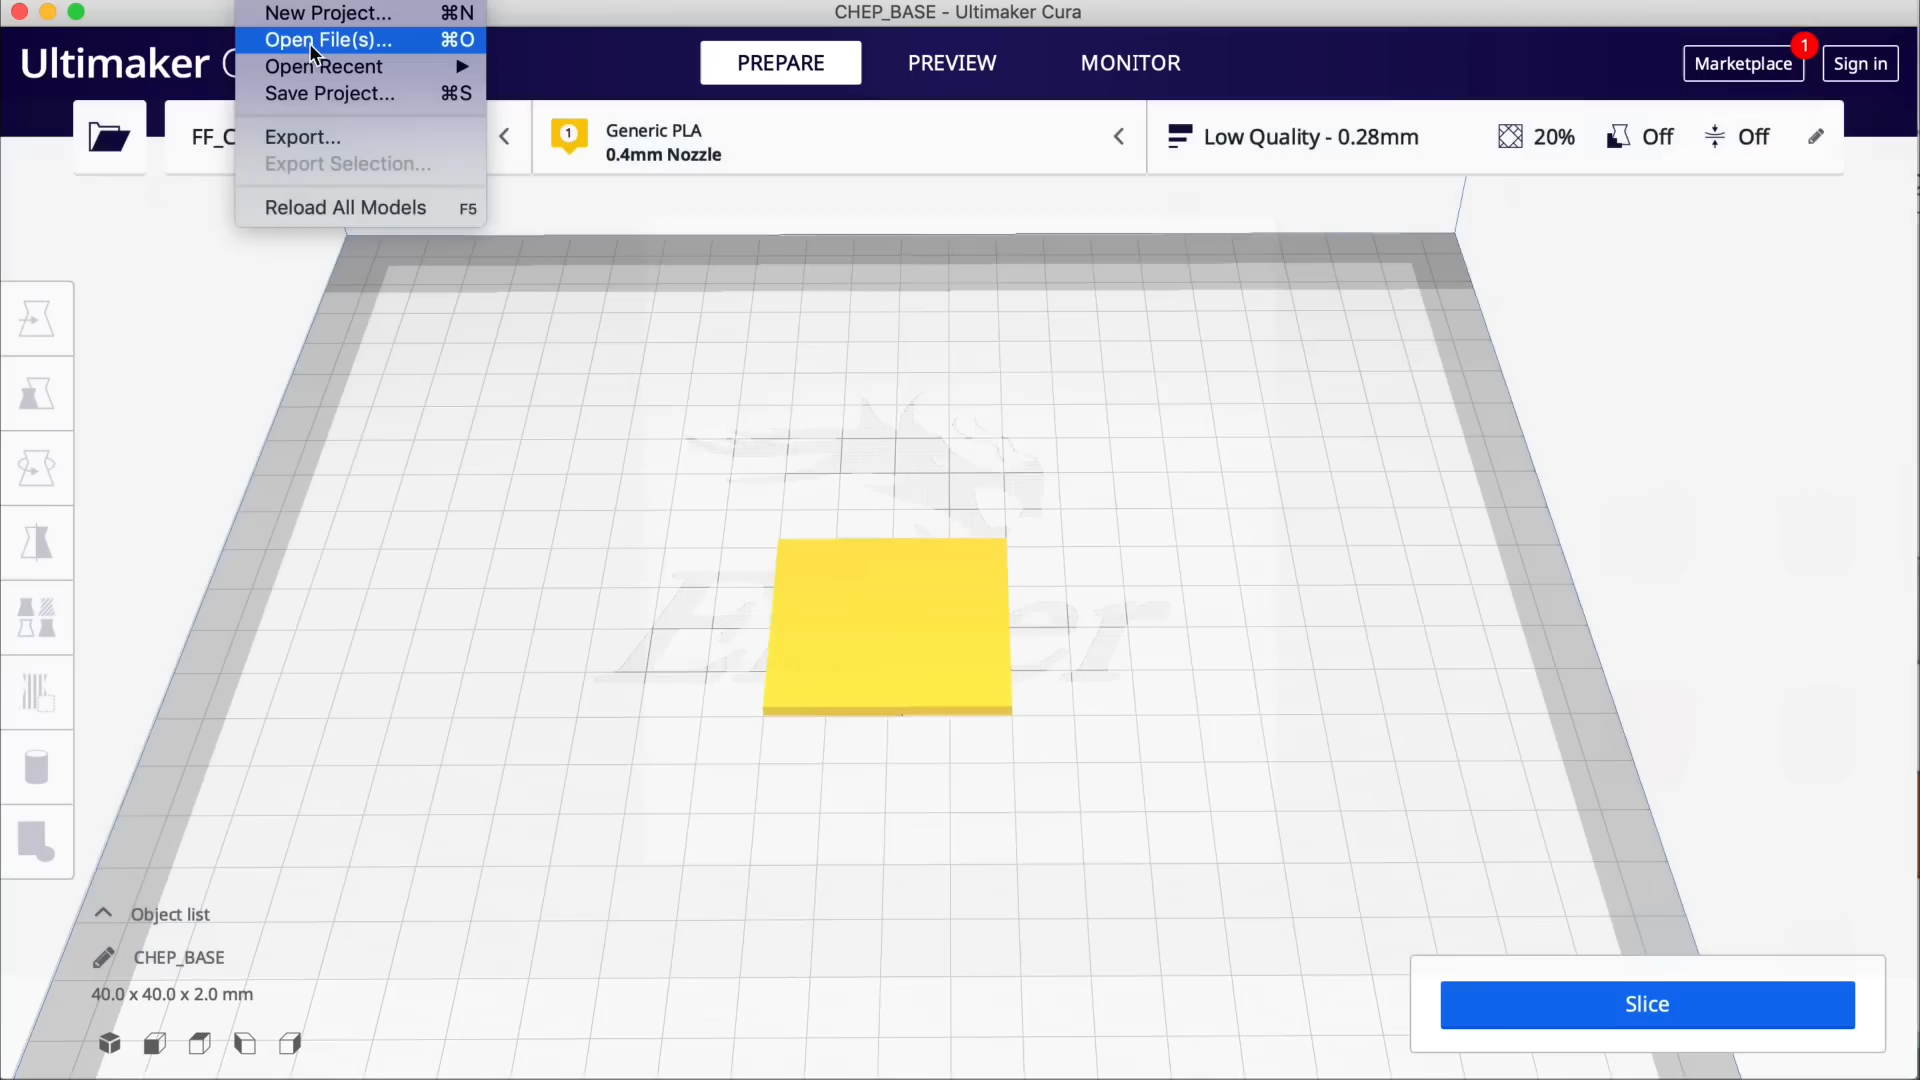 CHEP_BASE - Ultimaker Cura
New Project... ⌘N
Open File(s)... ⌘O
Open Recent ▶
Save Project... ⌘S
Export...
Export Selection...
Reload All Models F5
Ultimaker C
PREPARE
PREVIEW
MONITOR
Marketplace
1
Sign in
FF_C
1
Generic PLA
0.4mm Nozzle
Low Quality - 0.28mm
20%
Off
Off
Object list
CHEP_BASE
40.0 x 40.0 x 2.0 mm
Slice